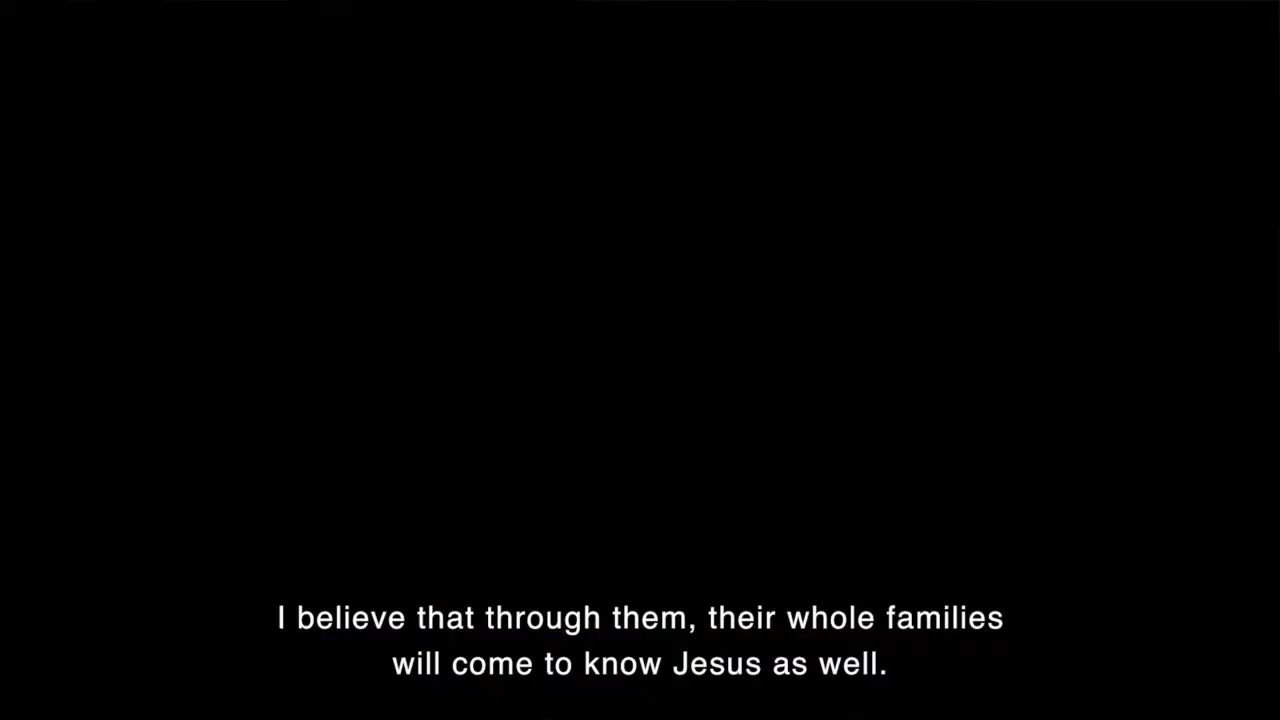 I believe that through them, their whole families
will come to know Jesus as well.